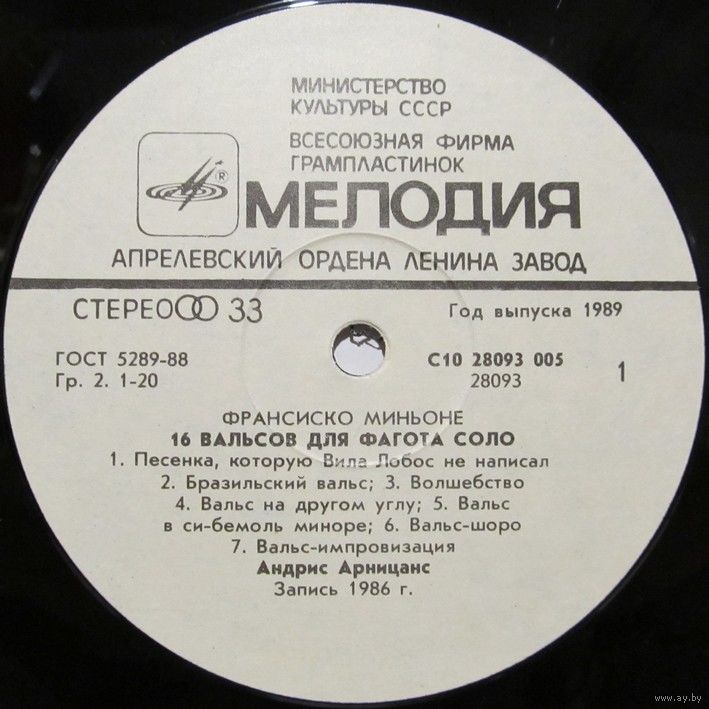 МИНИСТЕРСТВО
КУЛЬТУРЫ СССР
ВСЕСОЮЗНАЯ ФИРМА
ГРАМПЛАСТИНОК
®
МЕЛОДИЯ
АПРЕЛЕВСКИЙ ОРДЕНА ЛЕНИНА ЗАВОД
СТЕРЕО 33
Год выпуска 1989
ГОСТ 5289-88
Гр. 2. 1-20
С10 28093 005
28093
1
ФРАНСИСКО МИНЬОНЕ
16 ВАЛЬСОВ ДЛЯ ФАГОТА СОЛО
1. Песенка, которую Вила Лобос не написал
2. Бразильский вальс; 3. Волшебство
4. Вальс на другом углу; 5. Вальс
в си-бемоль миноре; 6. Вальс-шоро
7. Вальс-импровизация
Андрис Арницанс
Запись 1986 г.
www.ay.by